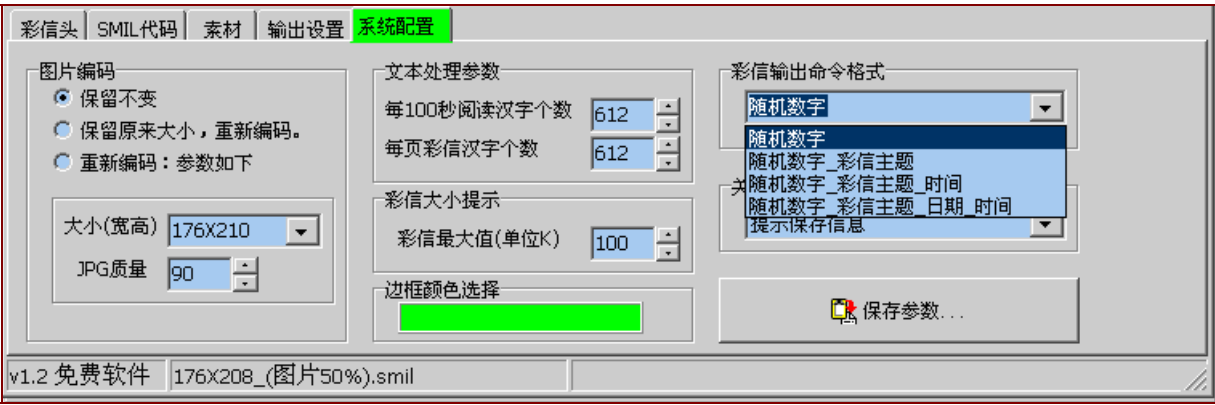 彩信头
SMIL代码
素材
输出设置
系统配置
图片编码
保留不变
保留原来大小，重新编码。
重新编码：参数如下
大小(宽高)
176X210
JPG质量
90
文本处理参数
每100秒阅读汉字个数
612
每页彩信汉字个数
612
彩信大小提示
彩信最大值(单位K)
100
边框颜色选择
彩信输出命令格式
随机数字
随机数字
随机数字_彩信主题
随机数字_彩信主题_时间
随机数字_彩信主题_日期_时间
关
提示保存信息
保存参数...
v1.2 免费软件
176X208_(图片50%).smil